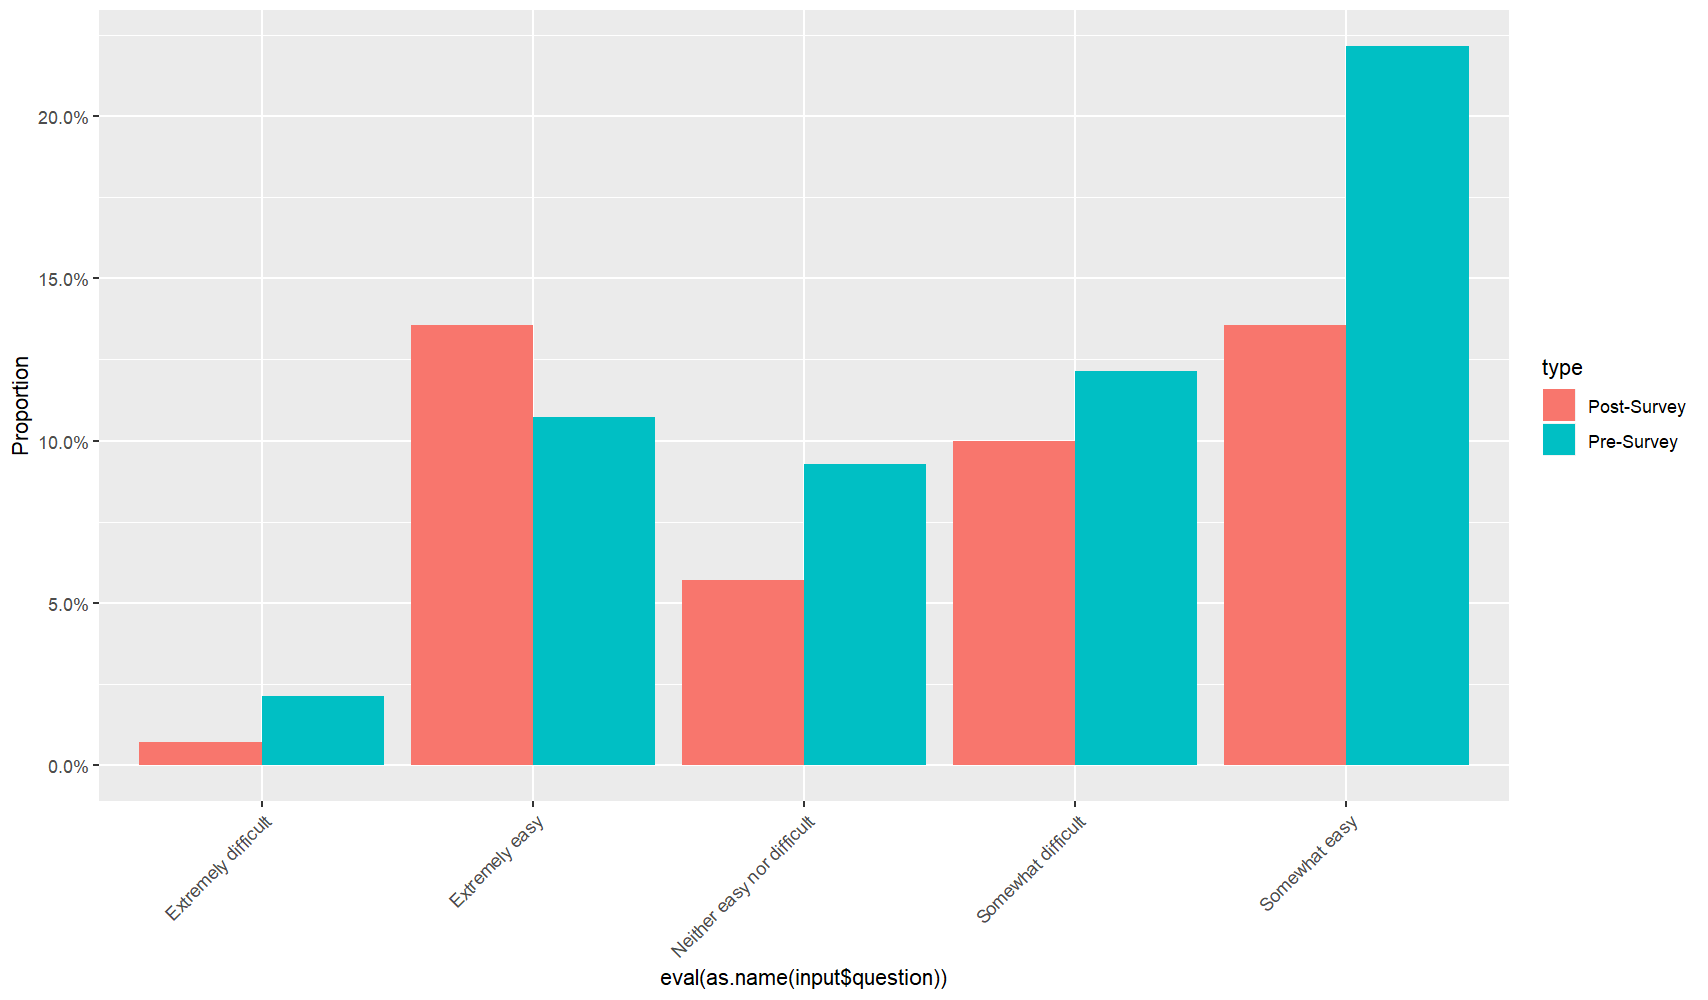 20.0%
15.0%
10.0%
5.0%
0.0%
Proportion
Extremely difficult
Extremely easy
Neither easy nor difficult
Somewhat difficult
Somewhat easy
eval(as.name(input$question))
type
Post-Survey
Pre-Survey